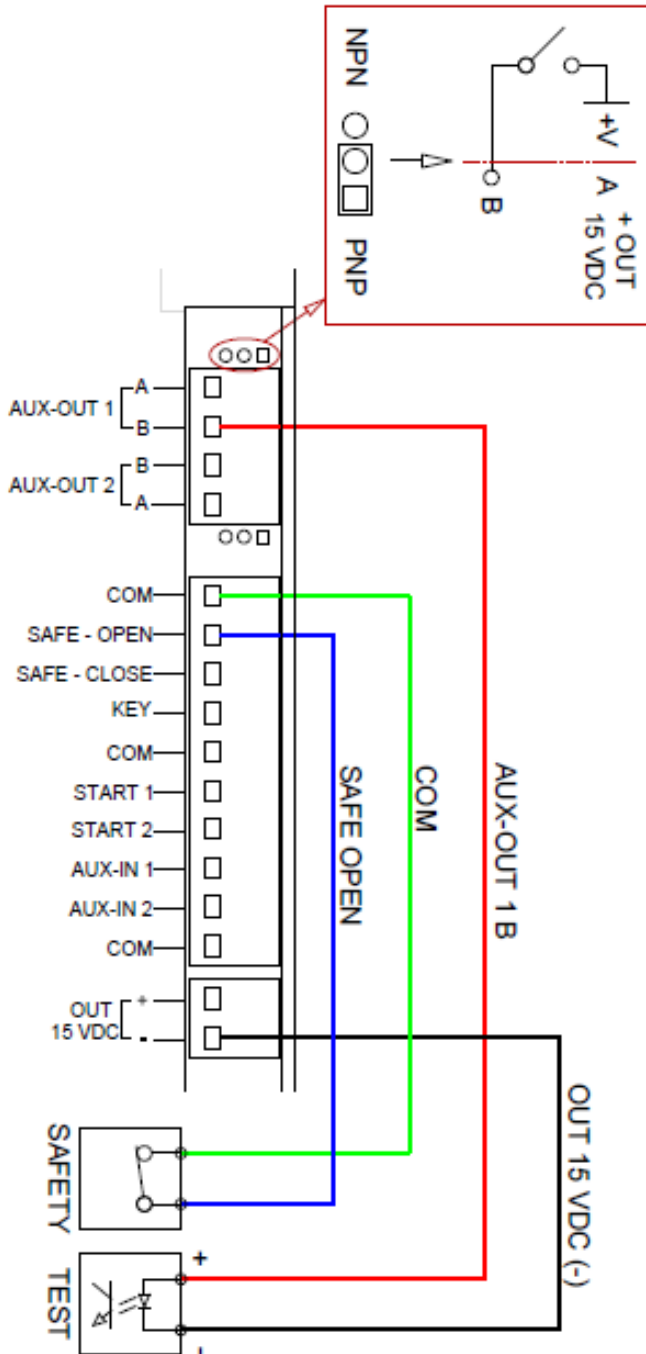 NPN
PNP
+V
A
B
+ OUT
15 VDC
AUX-OUT 1
A
B
AUX-OUT 2
B
A
COM
SAFE - OPEN
SAFE - CLOSE
KEY
COM
START 1
START 2
AUX-IN 1
AUX-IN 2
COM
OUT
15 VDC
+
-
SAFE OPEN
COM
AUX-OUT 1B
OUT 15 VDC (-)
SAFETY
TEST
+
-